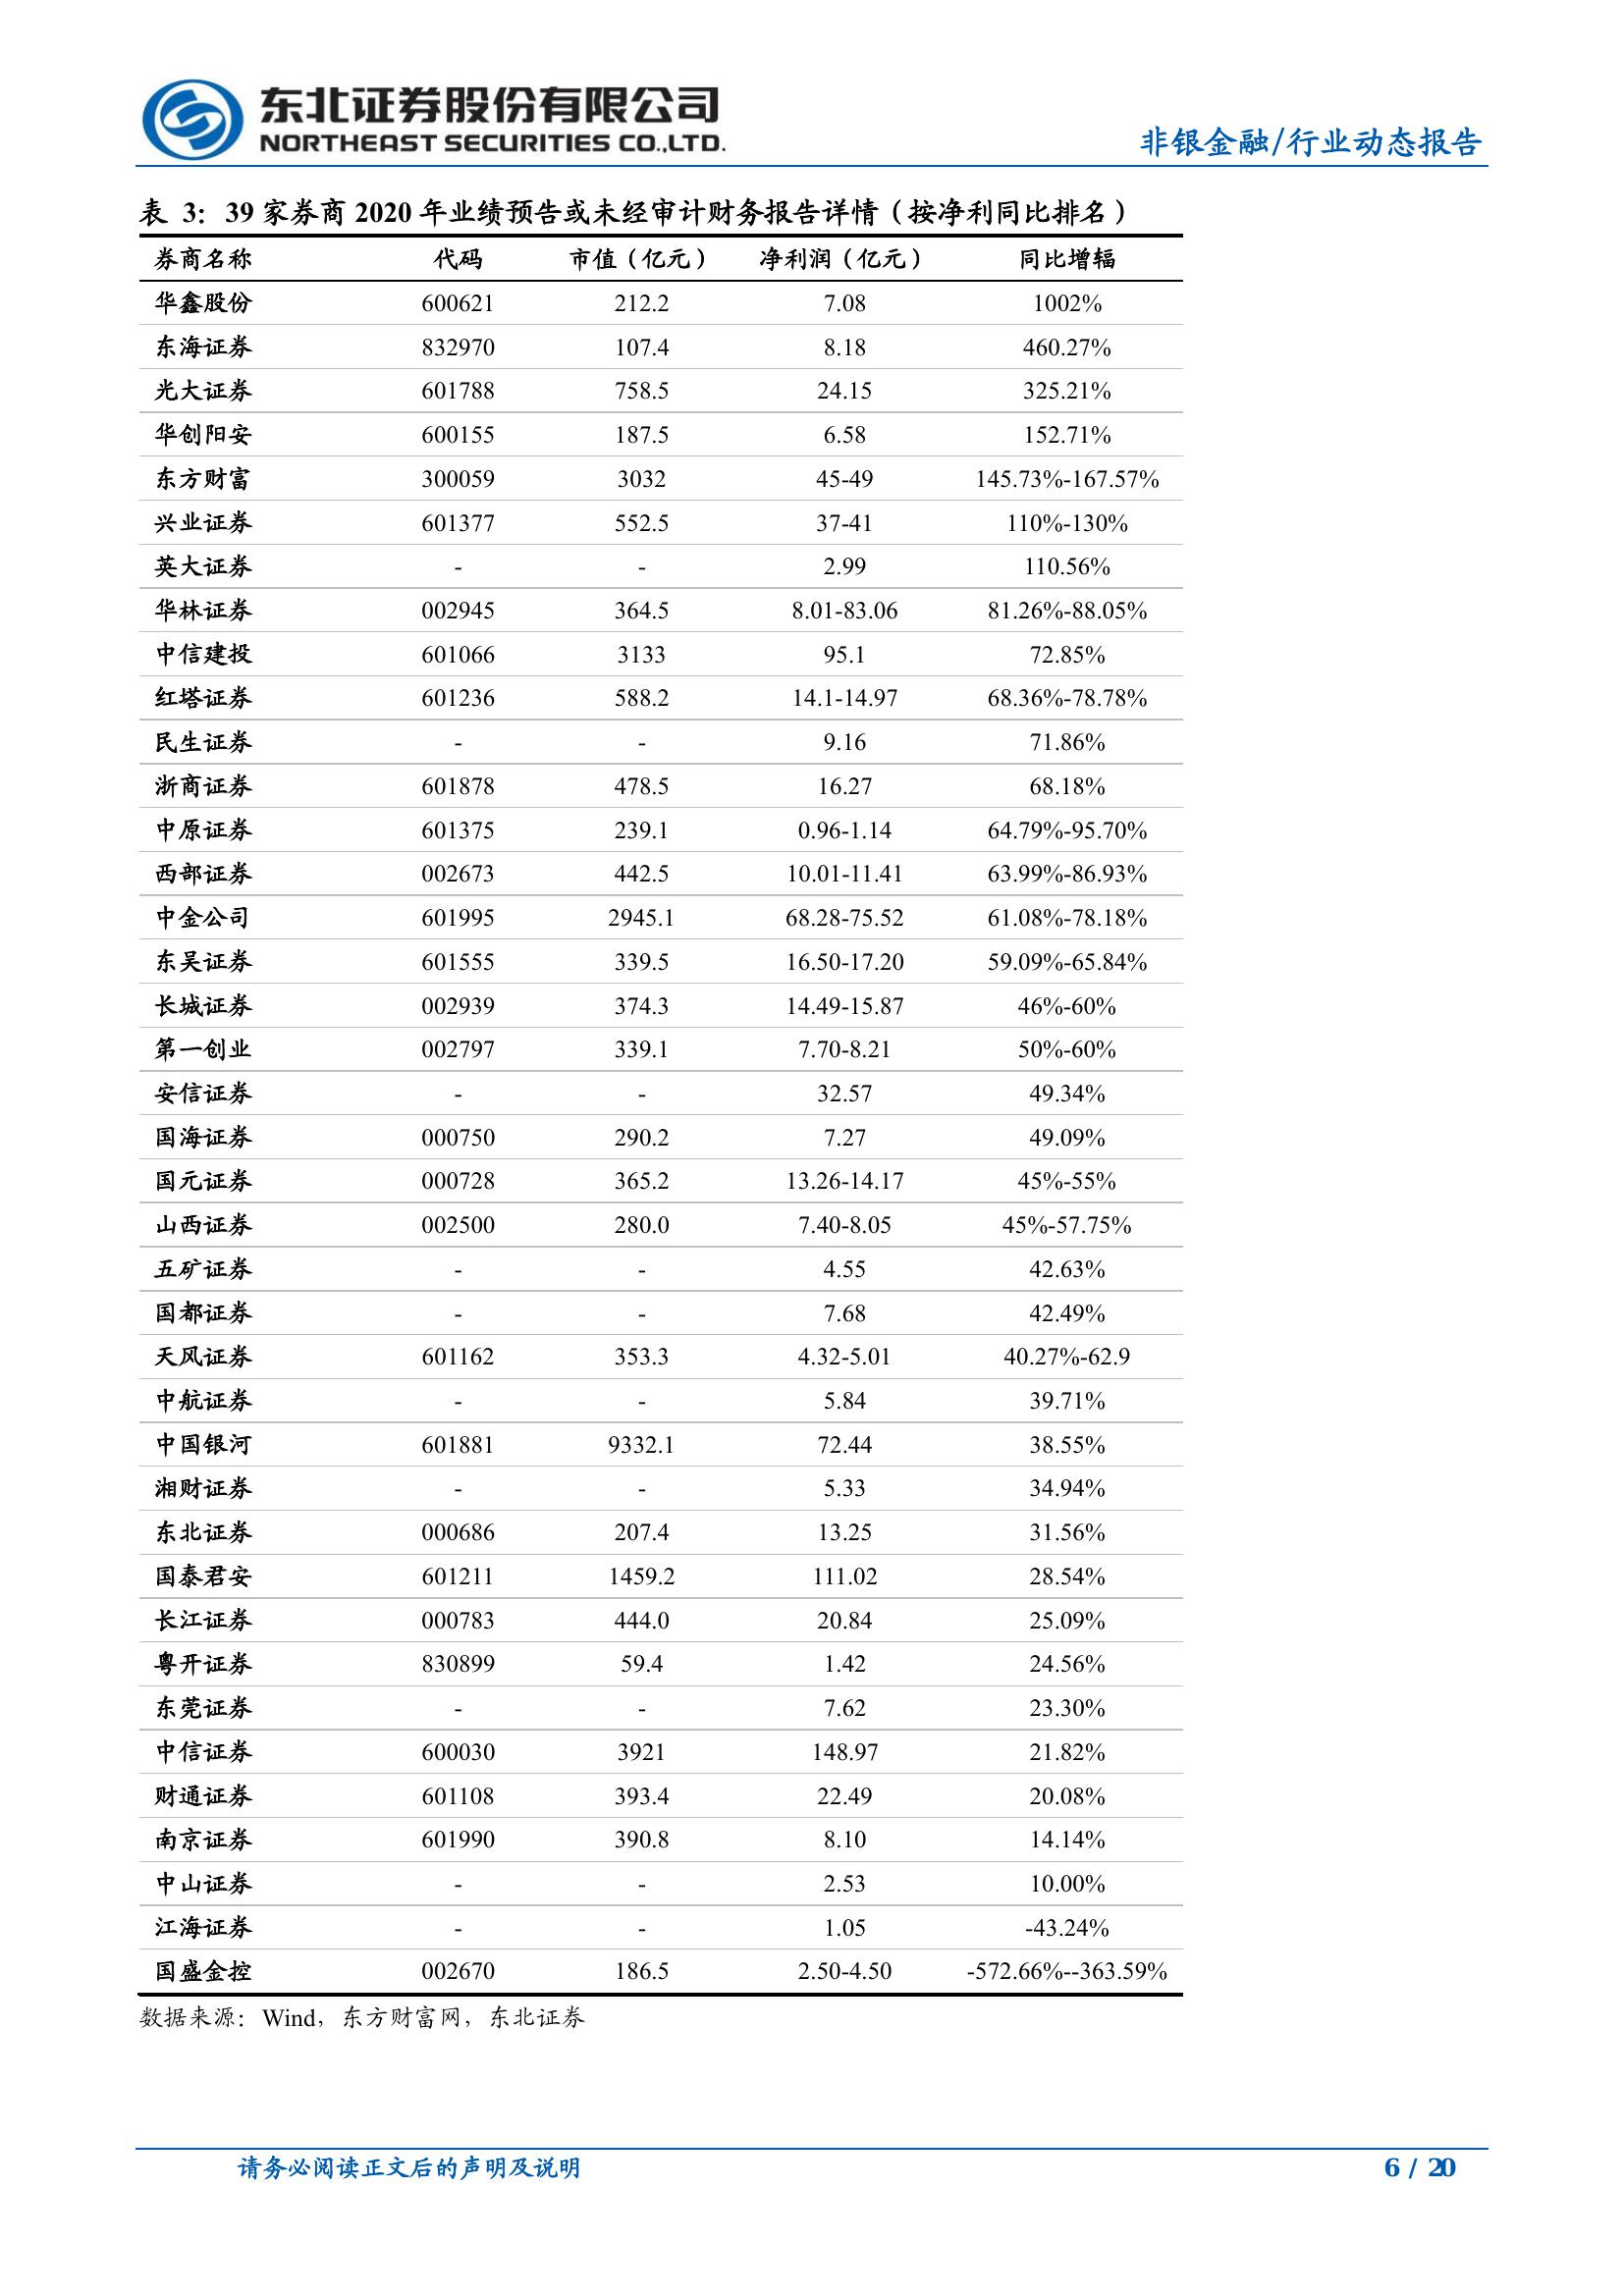 东北证券股份有限公司
NORTHEAST SECURITIES CO.,LTD.
非银金融/行业动态报告
表 3：39 家券商 2020 年业绩预告或未经审计财务报告详情（按净利同比排名）
券商名称 代码 市值（亿元） 净利润（亿元） 同比增幅
华鑫股份 600621 212.2 7.08 1002%
东海证券 832970 107.4 8.18 460.27%
光大证券 601788 758.5 24.15 325.21%
华创阳安 600155 187.5 6.58 152.71%
东方财富 300059 3032 45-49 145.73%-167.57%
兴业证券 601377 552.5 37-41 110%-130%
英大证券 - - 2.99 110.56%
华林证券 002945 364.5 8.01-83.06 81.26%-88.05%
中信建投 601066 3133 95.1 72.85%
红塔证券 601236 588.2 14.1-14.97 68.36%-78.78%
民生证券 - - 9.16 71.86%
浙商证券 601878 478.5 16.27 68.18%
中原证券 601375 239.1 0.96-1.14 64.79%-95.70%
西部证券 002673 442.5 10.01-11.41 63.99%-86.93%
中金公司 601995 2945.1 68.28-75.52 61.08%-78.18%
东吴证券 601555 339.5 16.50-17.20 59.09%-65.84%
长城证券 002939 374.3 14.49-15.87 46%-60%
第一创业 002797 339.1 7.70-8.21 50%-60%
安信证券 - - 32.57 49.34%
国海证券 000750 290.2 7.27 49.09%
国元证券 000728 365.2 13.26-14.17 45%-55%
山西证券 002500 280.0 7.40-8.05 45%-57.75%
五矿证券 - - 4.55 42.63%
国都证券 - - 7.68 42.49%
天风证券 601162 353.3 4.32-5.01 40.27%-62.9
中航证券 - - 5.84 39.71%
中国银河 601881 9332.1 72.44 38.55%
湘财证券 - - 5.33 34.94%
东北证券 000686 207.4 13.25 31.56%
国泰君安 601211 1459.2 111.02 28.54%
长江证券 000783 444.0 20.84 25.09%
粤开证券 830899 59.4 1.42 24.56%
东莞证券 - - 7.62 23.30%
中信证券 600030 3921 148.97 21.82%
财通证券 601108 393.4 22.49 20.08%
南京证券 601990 390.8 8.10 14.14%
中山证券 - - 2.53 10.00%
江海证券 - - 1.05 -43.24%
国盛金控 002670 186.5 2.50-4.50 -572.66%--363.59%
数据来源：Wind，东方财富网，东北证券
请务必阅读正文后的声明及说明 6 / 20